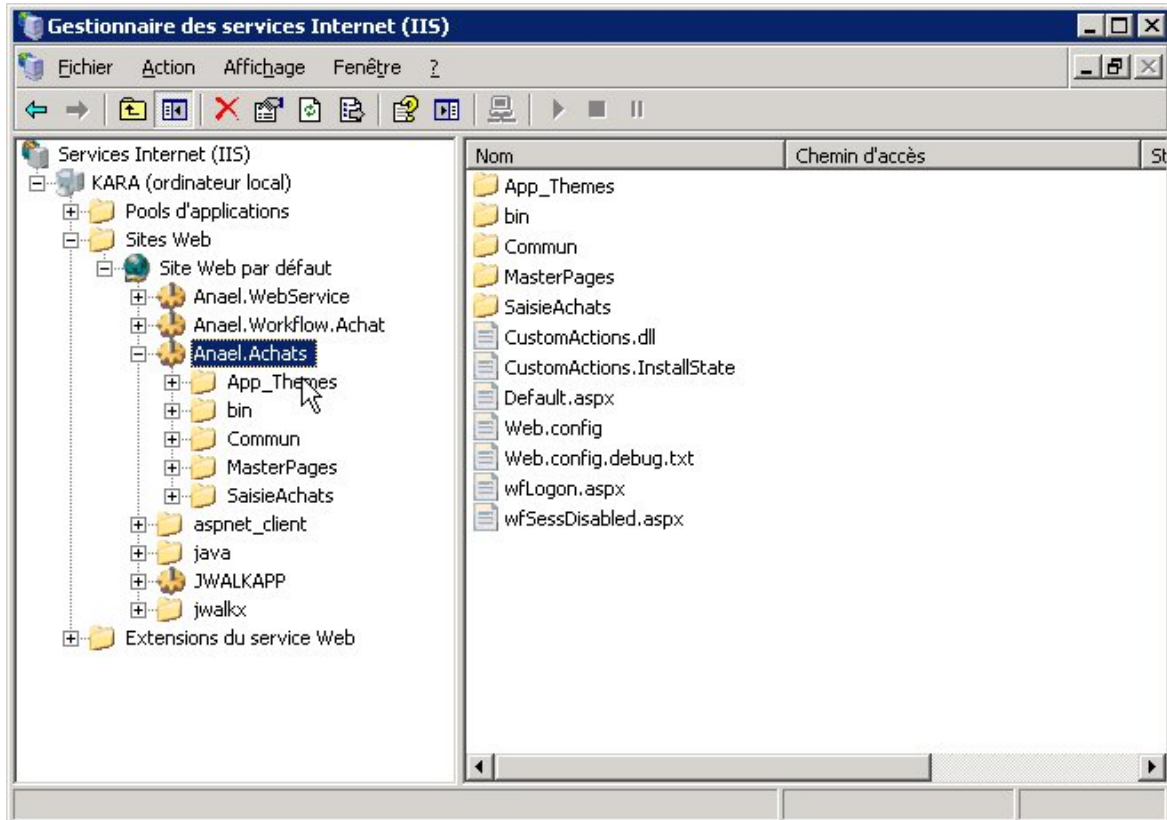 Gestionnaire des services Internet (IIS)
Fichier Action Affichage Fenêtre ?
Services Internet (IIS)
KARA (ordinateur local)
Pools d'applications
Sites Web
Site Web par défaut
Anael.WebService
Anael.Workflow.Achat
Anael.Achats
App_Themes
bin
Commun
MasterPages
SaisieAchats
aspnet_client
java
JWALKAPP
jwalkx
Extensions du service Web
Nom Chemin d'accès St
App_Themes
bin
Commun
MasterPages
SaisieAchats
CustomActions.dll
CustomActions.InstallState
Default.aspx
Web.config
Web.config.debug.txt
wfLogon.aspx
wfSessDisabled.aspx